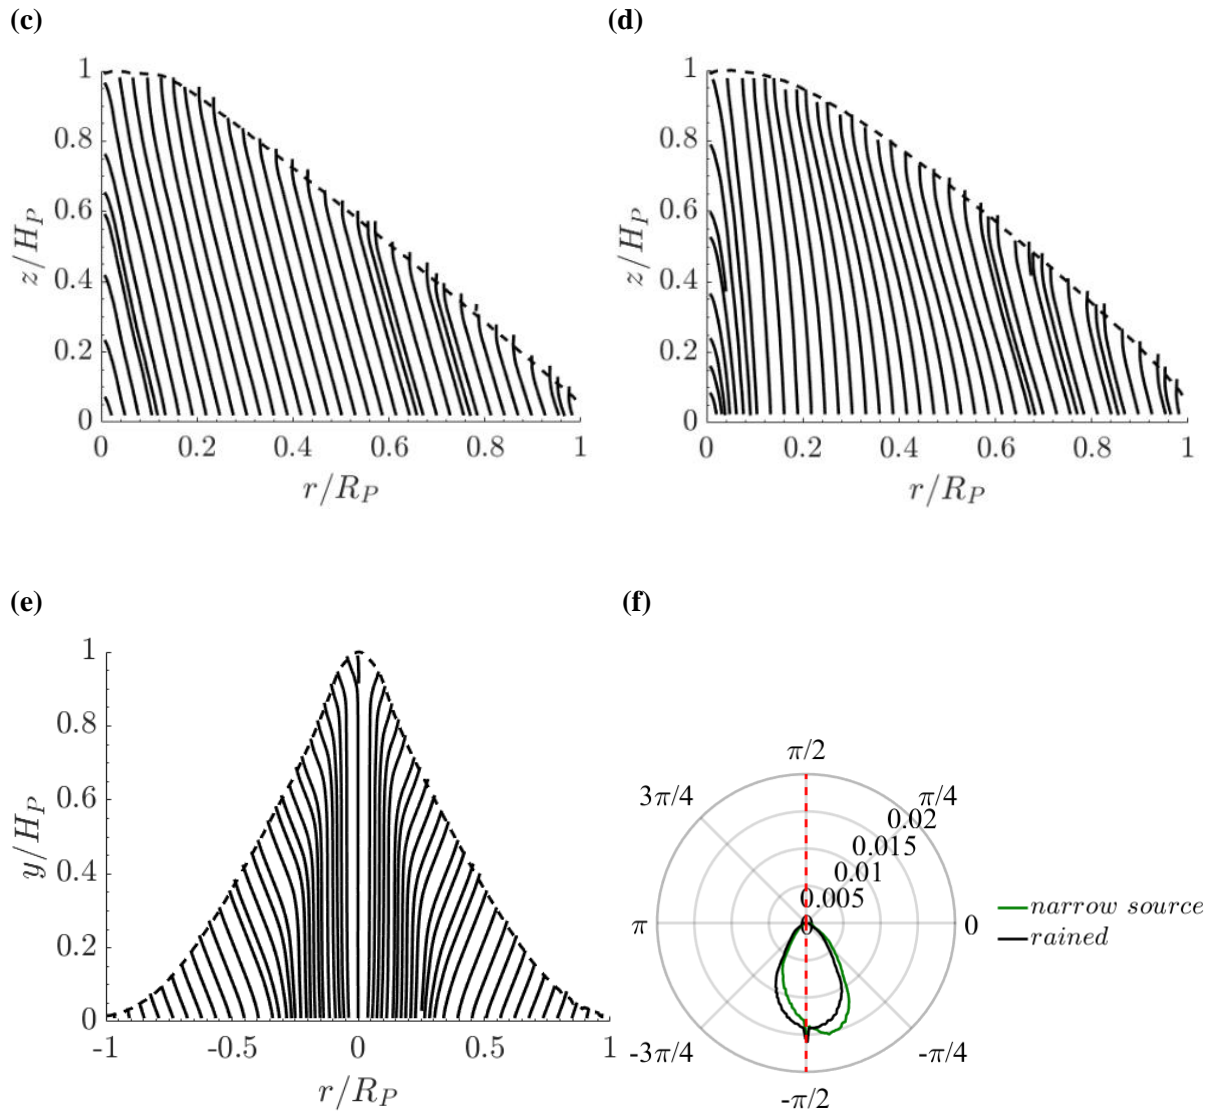 (c)
1
0.8
0.6
0.4
0.2
0
z/H_P
0 0.2 0.4 0.6 0.8 1
r/R_P
(d)
1
0.8
0.6
0.4
0.2
0
z/H_P
0 0.2 0.4 0.6 0.8 1
r/R_P
(e)
1
0.8
0.6
0.4
0.2
0
y/H_P
-1 -0.5 0 0.5 1
r/R_P
(f)
π/2
3π/4 π/4
0.02
0.015
0.01
0.005
0
π 0
-3π/4 -π/4
-π/2
narrow source
rained